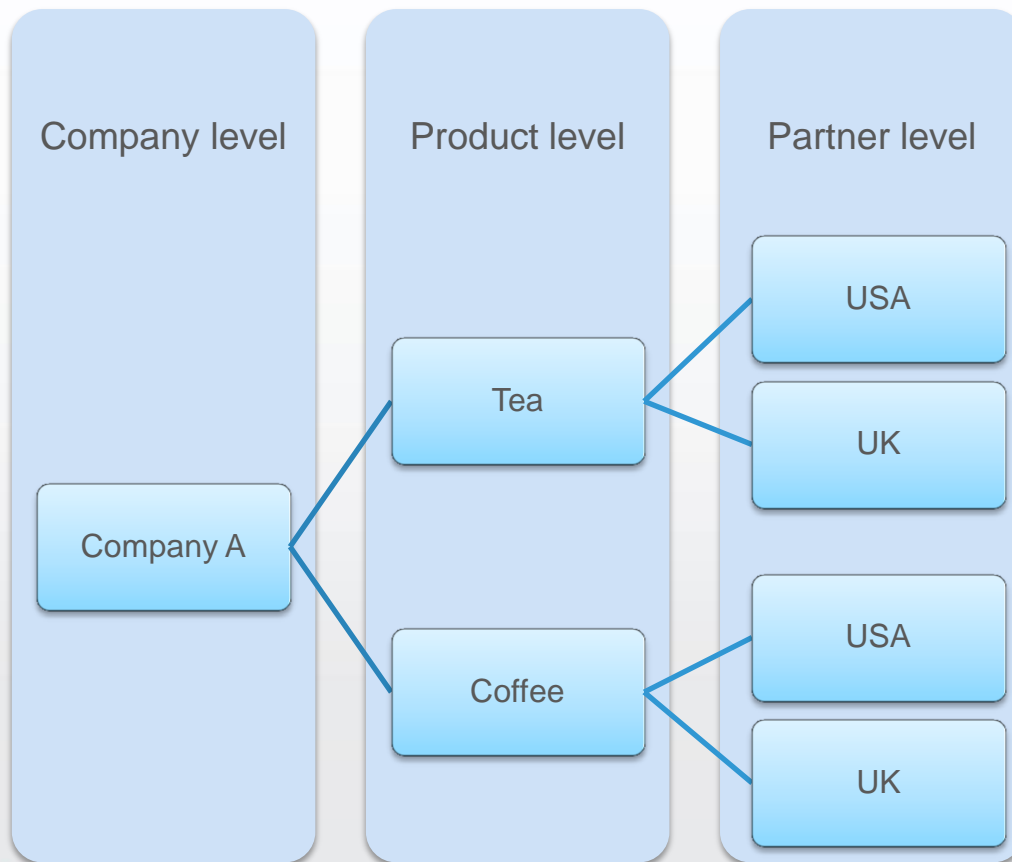 Company level
Product level
Partner level
Company A
Tea
Coffee
USA
UK
USA
UK